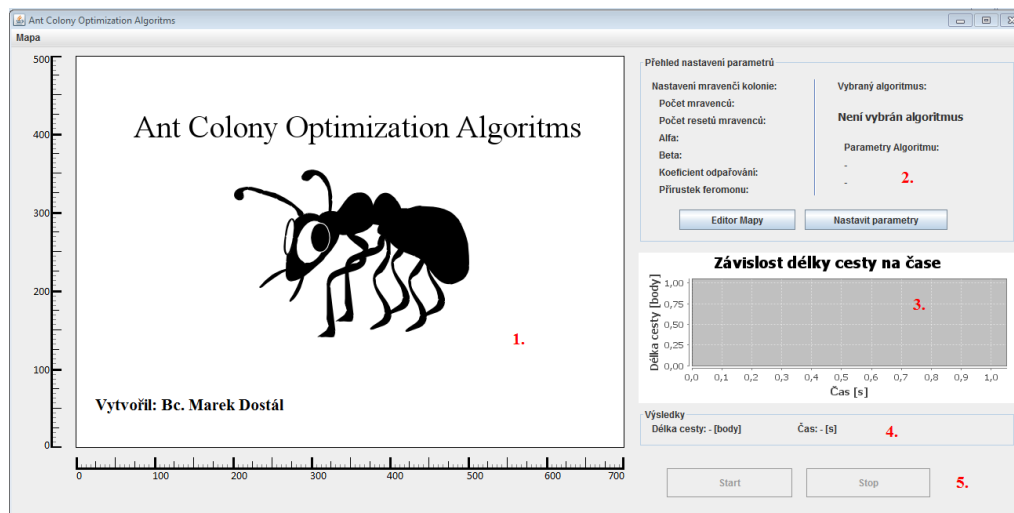 Ant Colony Optimization Algoritms
Mapa
500
400
300
200
100
0
Ant Colony Optimization Algoritms
1.
Vytvořil: Bc. Marek Dostál
0 100 200 300 400 500 600 700
Přehled nastavení parametrů
Nastavení mravenčí kolonie:
Počet mravenců:
Počet resetů mravenců:
Alfa:
Beta:
Koeficient odpařování:
Přírustek feromonu:
Vybraný algoritmus:
Není vybrán algoritmus
Parametry Algoritmu:
-
-
2.
Editor Mapy
Nastavit parametry
Závislost délky cesty na čase
Délka cesty [body]
1,00
0,75
0,50
0,25
0,00
3.
0,0 0,1 0,2 0,3 0,4 0,5 0,6 0,7 0,8 0,9 1,0
Čas [s]
Výsledky
Délka cesty: - [body] Čas: - [s] 4.
Start Stop 5.